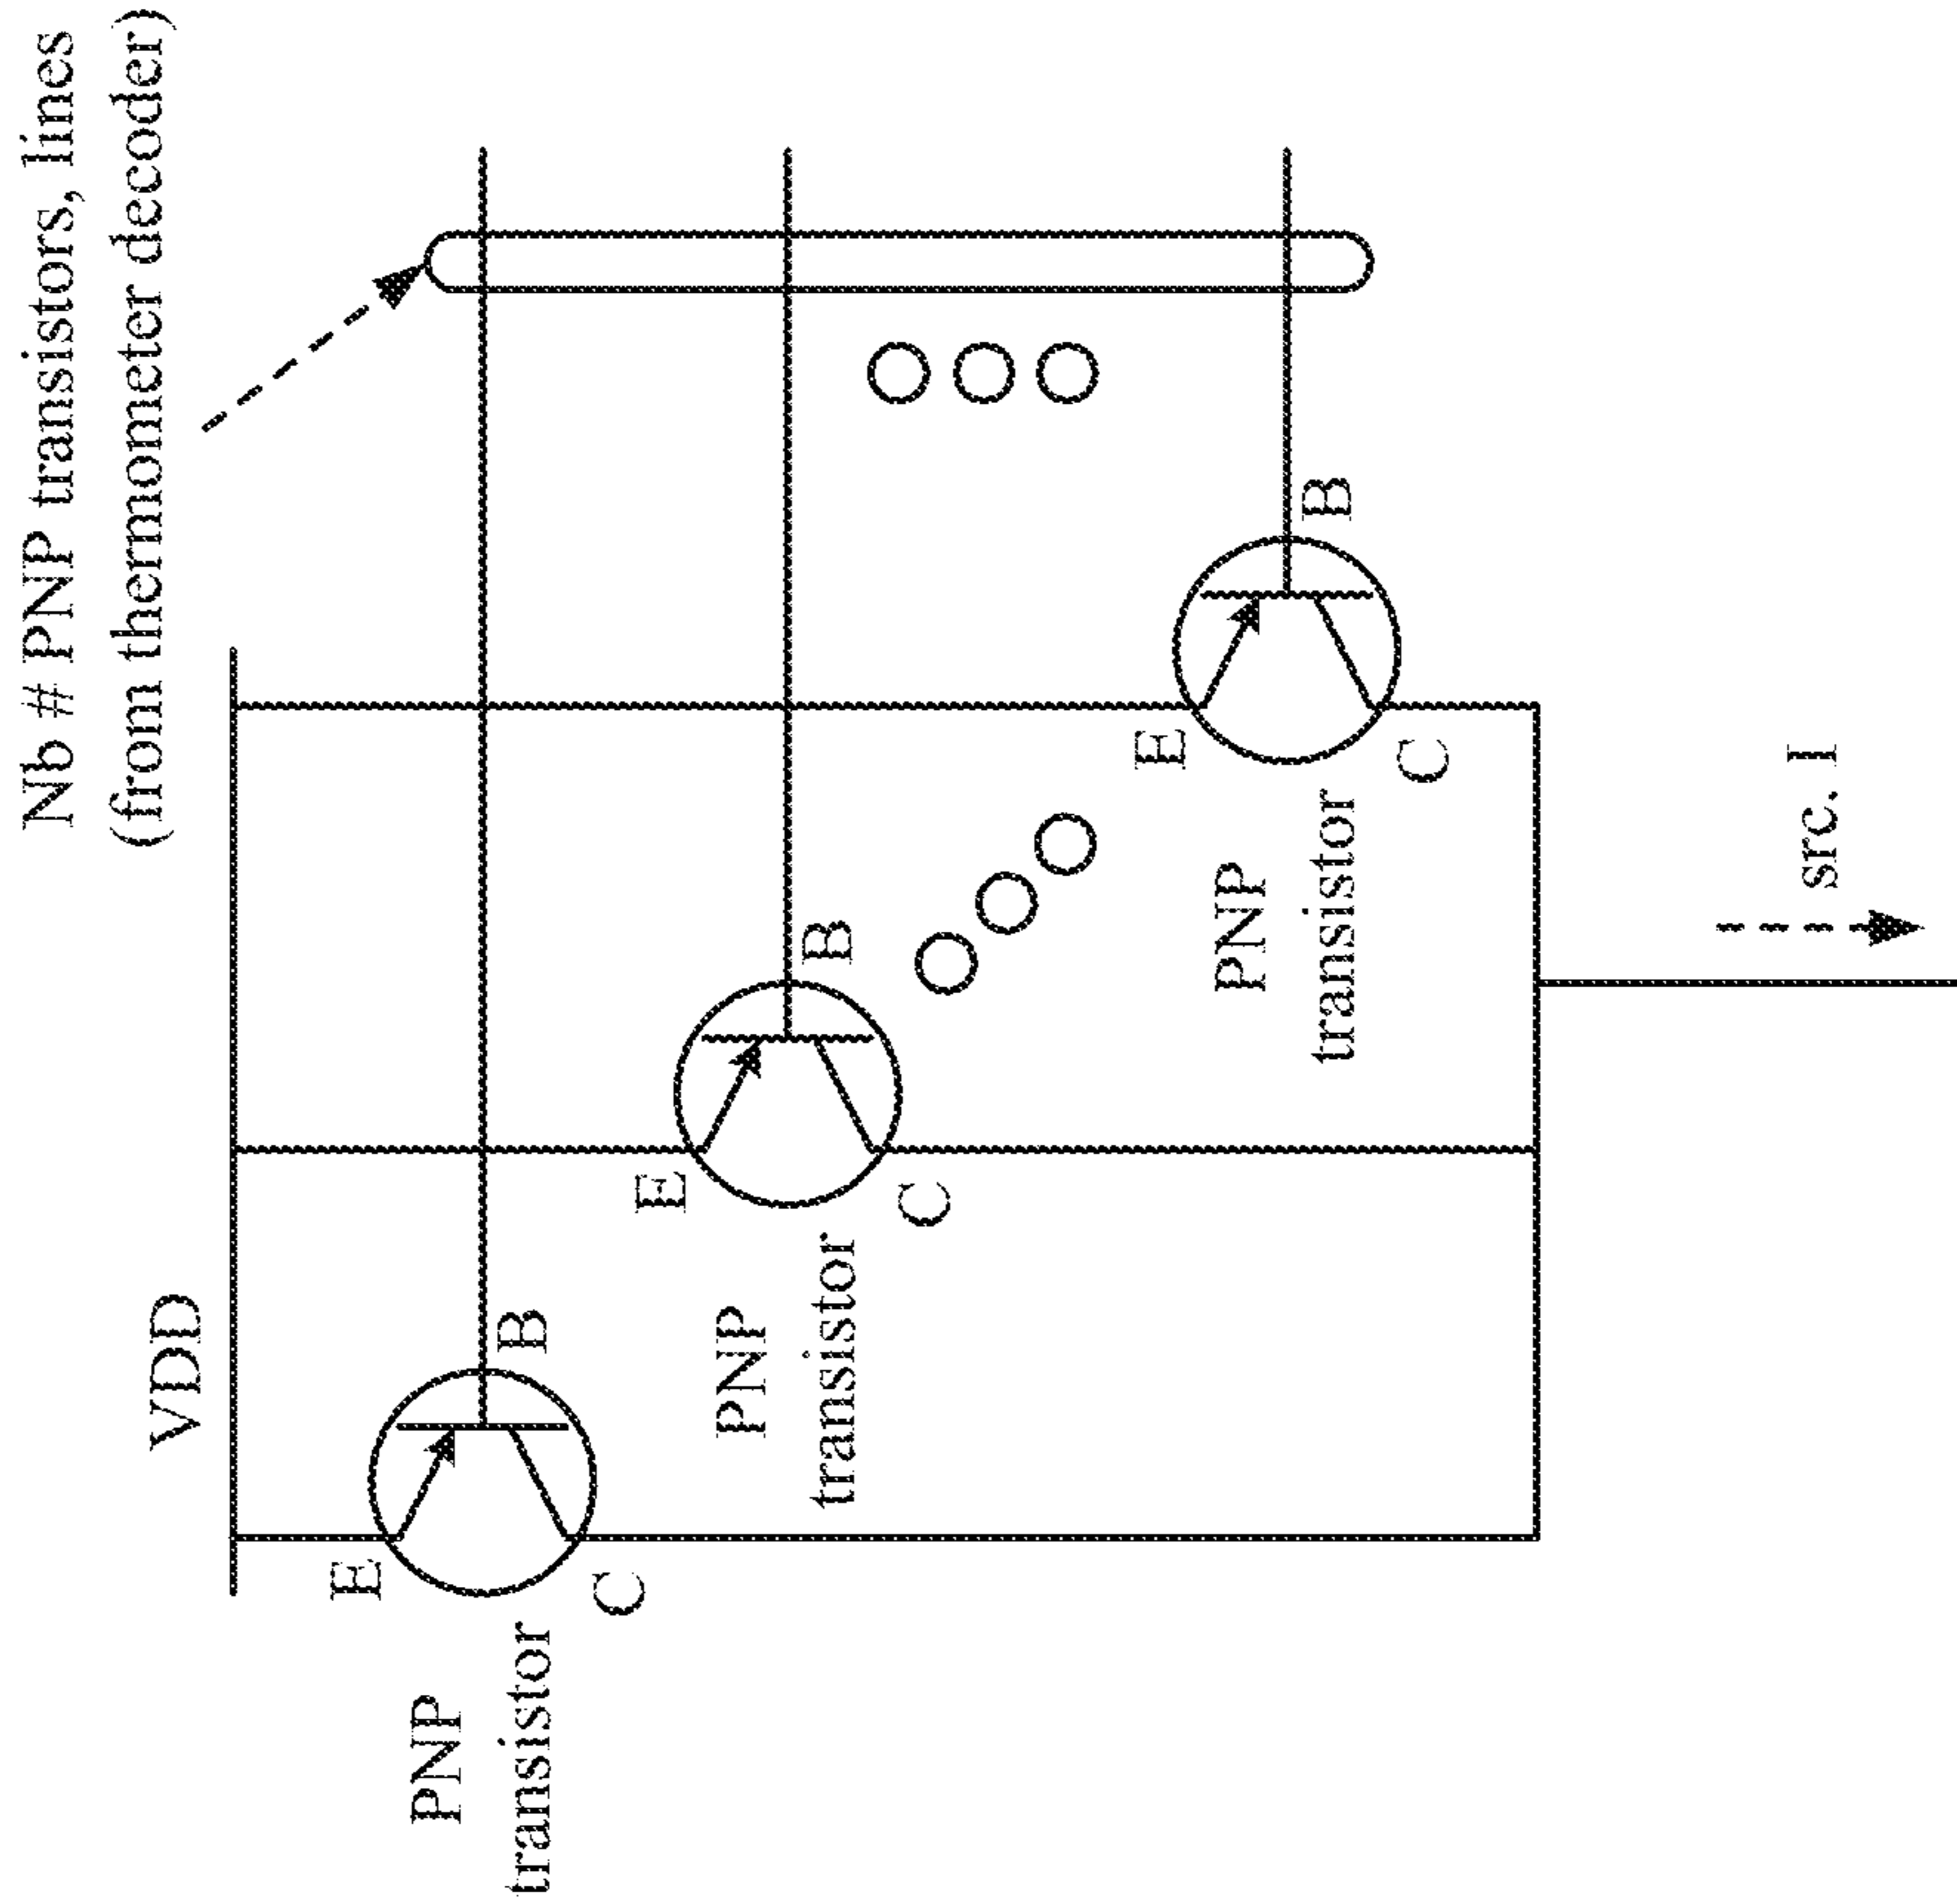 Nb # PNP transistors, lines
(from thermometer decoder)
VDD
E
B
C
PNP
transistor
E
B
C
PNP
transistor
E
B
C
PNP
transistor
src. I